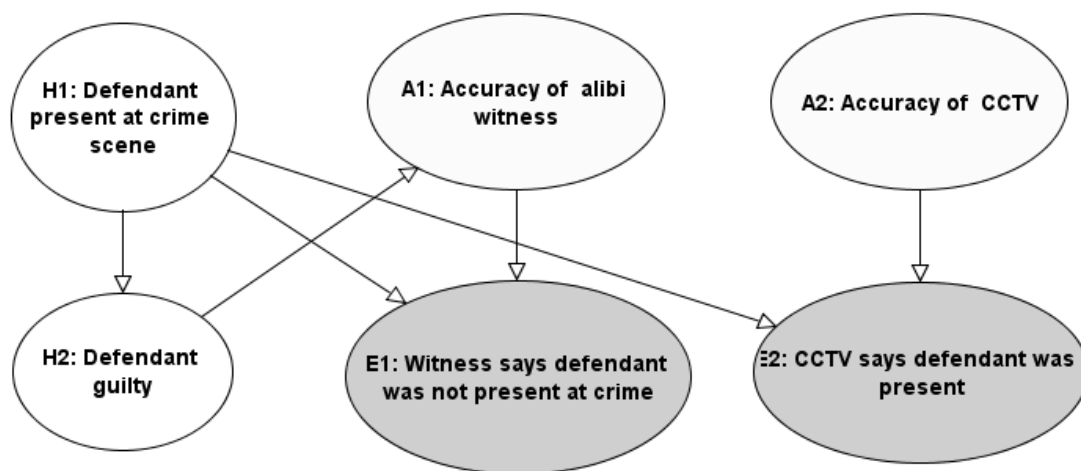 H1: Defendant
present at crime
scene
A1: Accuracy of alibi
witness
A2: Accuracy of CCTV
H2: Defendant
guilty
E1: Witness says defendant
was not present at crime
E2: CCTV says defendant was
present